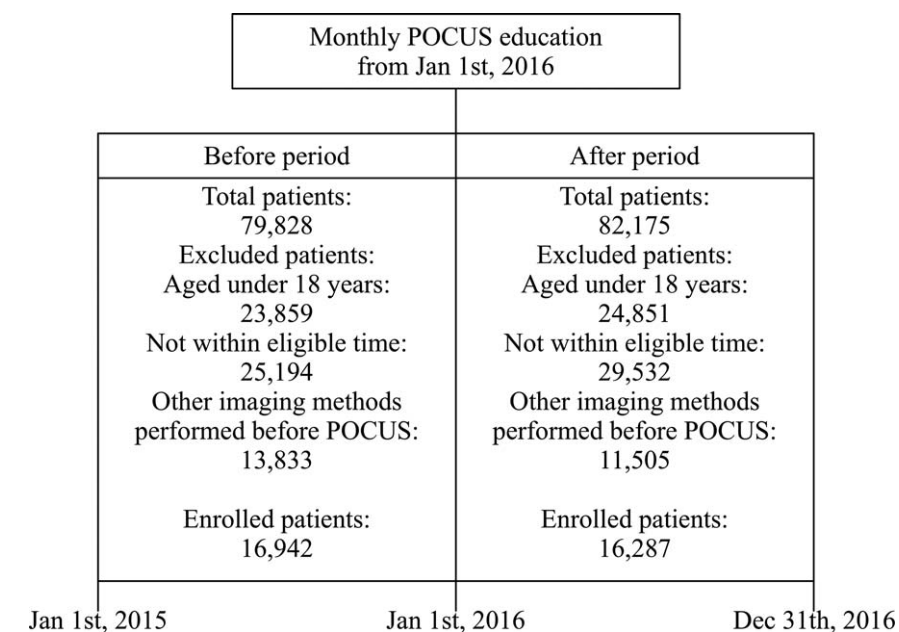 Monthly POCUS education
from Jan 1st, 2016
Before period
Total patients:
79,828
Excluded patients:
Aged under 18 years:
23,859
Not within eligible time:
25,194
Other imaging methods
performed before POCUS:
13,833
Enrolled patients:
16,942
After period
Total patients:
82,175
Excluded patients:
Aged under 18 years:
24,851
Not within eligible time:
29,532
Other imaging methods
performed before POCUS:
11,505
Enrolled patients:
16,287
Jan 1st, 2015
Jan 1st, 2016
Dec 31th, 2016